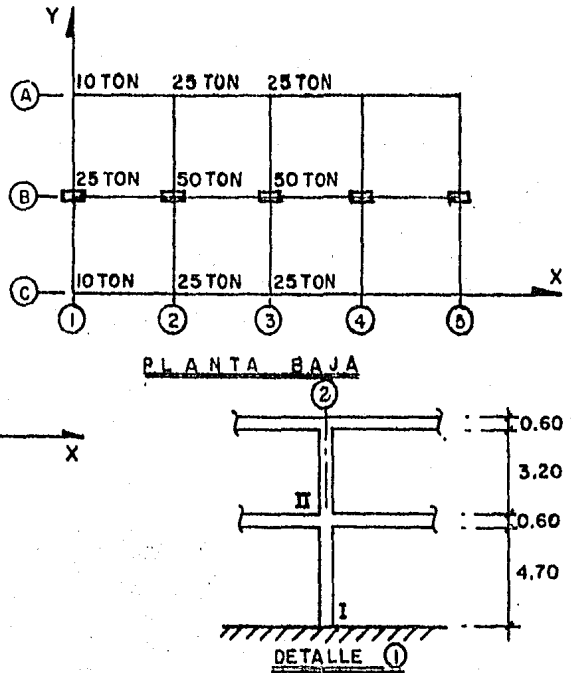 Y
10 TON 25 TON 25 TON
A
25 TON 50 TON 50 TON
B
10 TON 25 TON 25 TON
C
X
1 2 3 4 5
PLANTA BAJA
X
2
0.60
3.20
II
0.60
4.70
I
DETALLE 1